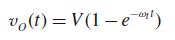 v_O(t) = V(1 − e^{−ω_t t})